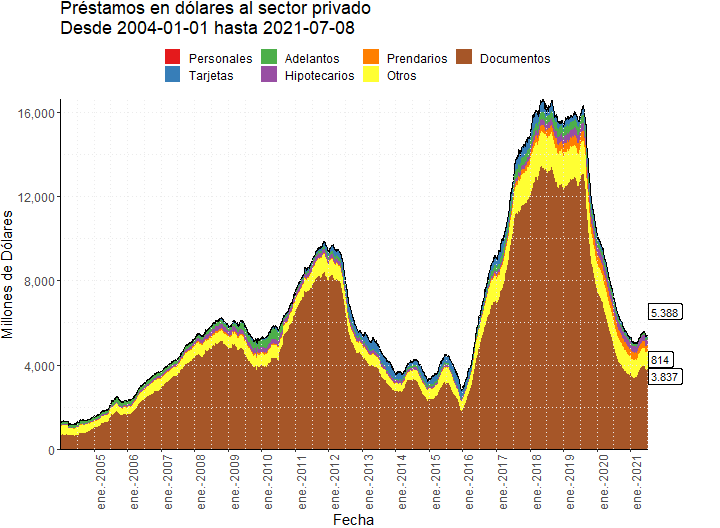 Préstamos en dólares al sector privado
Desde 2004-01-01 hasta 2021-07-08
Personales Adelantos Prendarios Documentos
Tarjetas Hipotecarios Otros
Millones de Dólares
16,000
12,000
8,000
4,000
0
5.388
814
3.837
ene.-2005 ene.-2006 ene.-2007 ene.-2008 ene.-2009 ene.-2010 ene.-2011 ene.-2012 ene.-2013 ene.-2014 ene.-2015 ene.-2016 ene.-2017 ene.-2018 ene.-2019 ene.-2020 ene.-2021
Fecha